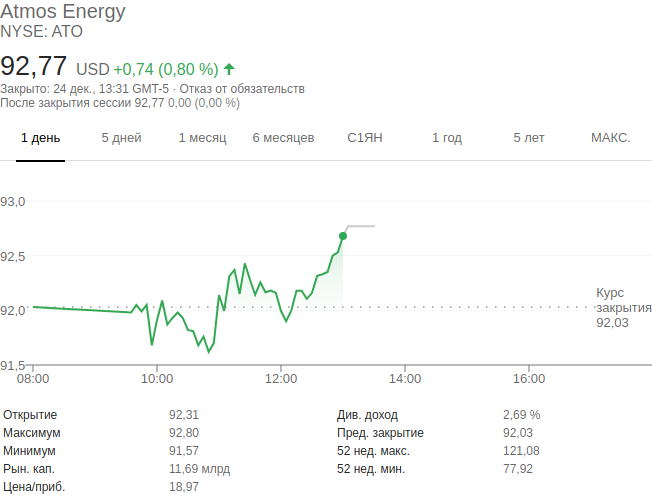 Atmos Energy
NYSE: ATO
92,77 USD +0,74 (0,80 %)
Закрыто: 24 дек., 13:31 GMT-5 · Отказ от обязательств
После закрытия сессии 92,77 0,00 (0,00 %)
1 день 5 дней 1 месяц 6 месяцев С1ЯН 1 год 5 лет МАКС.
93,0
92,5
92,0
91,5
Курс
закрытия
92,03
08:00 10:00 12:00 14:00 16:00
Открытие 92,31 Див. доход 2,69 %
Максимум 92,80 Пред. закрытие 92,03
Минимум 91,57 52 нед. макс. 121,08
Рын. кап. 11,69 млрд 52 нед. мин. 77,92
Цена/приб. 18,97